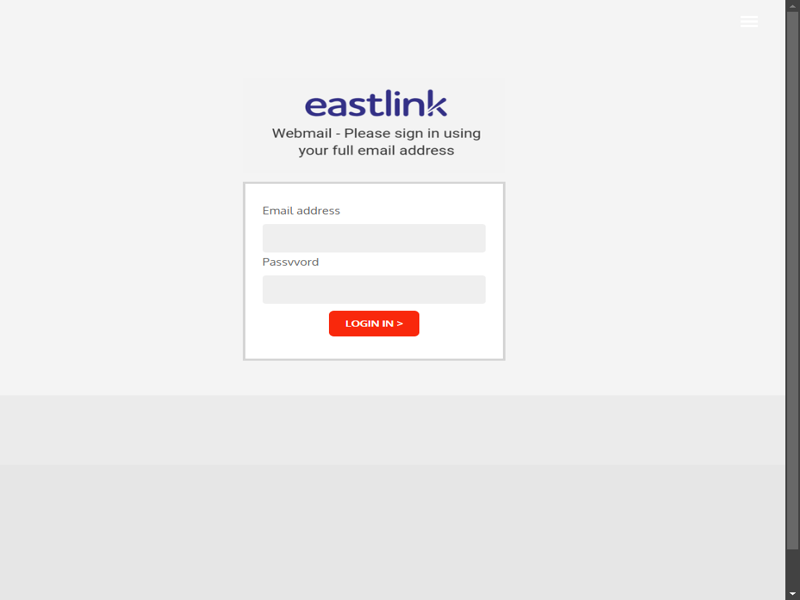 eastlink
Webmail - Please sign in using
your full email address
Email address
Passvvord
LOGIN IN >